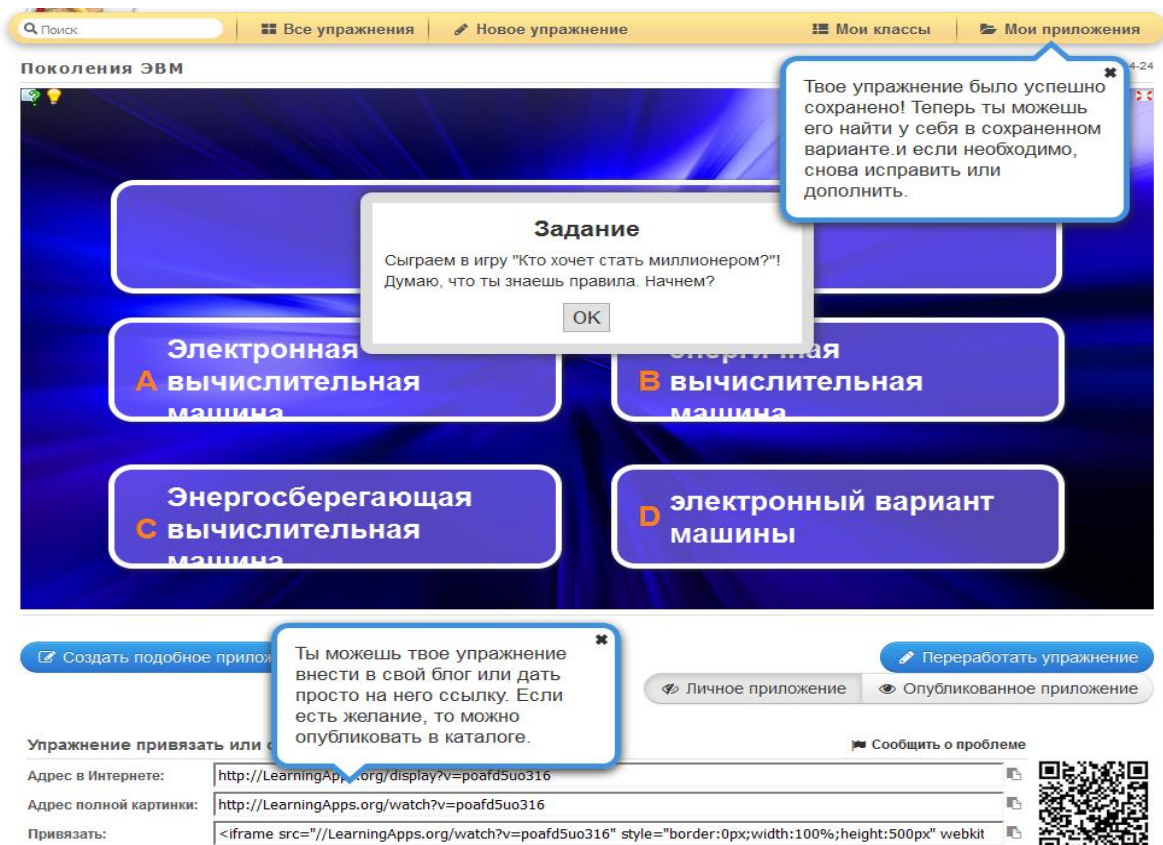 Поиск
Все упражнения
Новое упражнение
Мои классы
Мои приложения
Поколения ЭВМ
4-24
Твое упражнение было успешно
сохранено! Теперь ты можешь
его найти у себя в сохраненном
варианте.и если необходимо,
снова исправить или
дополнить.
Задание
Сыграем в игру "Кто хочет стать миллионером?"!
Думаю, что ты знаешь правила. Начнем?
OK
Электронная
A вычислительная
машина
энергичная
B вычислительная
машина
Энергосберегающая
C вычислительная
машина
D электронный вариант
машины
Создать подобное прилож
Ты можешь твое упражнение
внести в свой блог или дать
просто на него ссылку. Если
есть желание, то можно
опубликовать в каталоге.
Переработать упражнение
Личное приложение
Опубликованное приложение
Упражнение привязать или
Сообщить о проблеме
Адрес в Интернете: http://LearningApps.org/display?v=poafd5uo316
Адрес полной картинки: http://LearningApps.org/watch?v=poafd5uo316
Привязать: <iframe src="//LearningApps.org/watch?v=poafd5uo316" style="border:0px;width:100%;height:500px" webkit